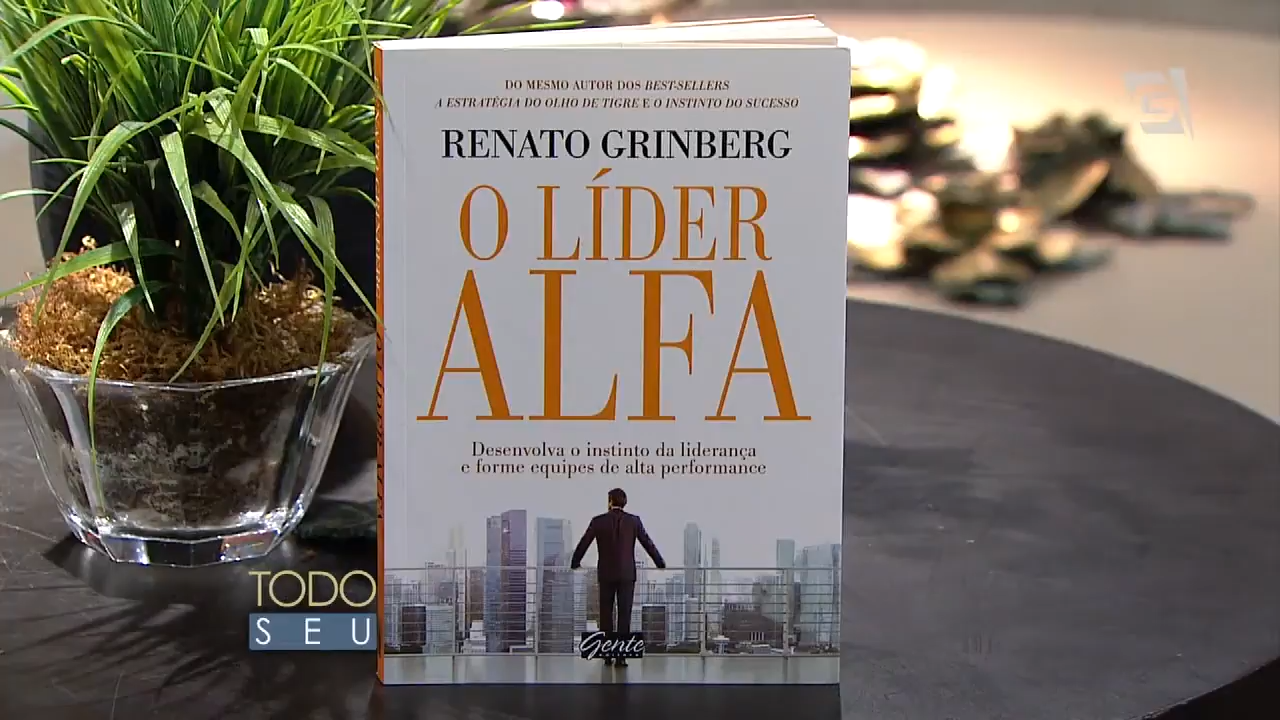 DO MESMO AUTOR DOS BEST-SELLERS
A ESTRATÉGIA DO OLHO DE TIGRE E O INSTINTO DO SUCESSO
RENATO GRINBERG
O LÍDER
ALFA
Desenvolva o instinto da liderança
e forme equipes de alta performance
Gente
editora
TODO
SEU